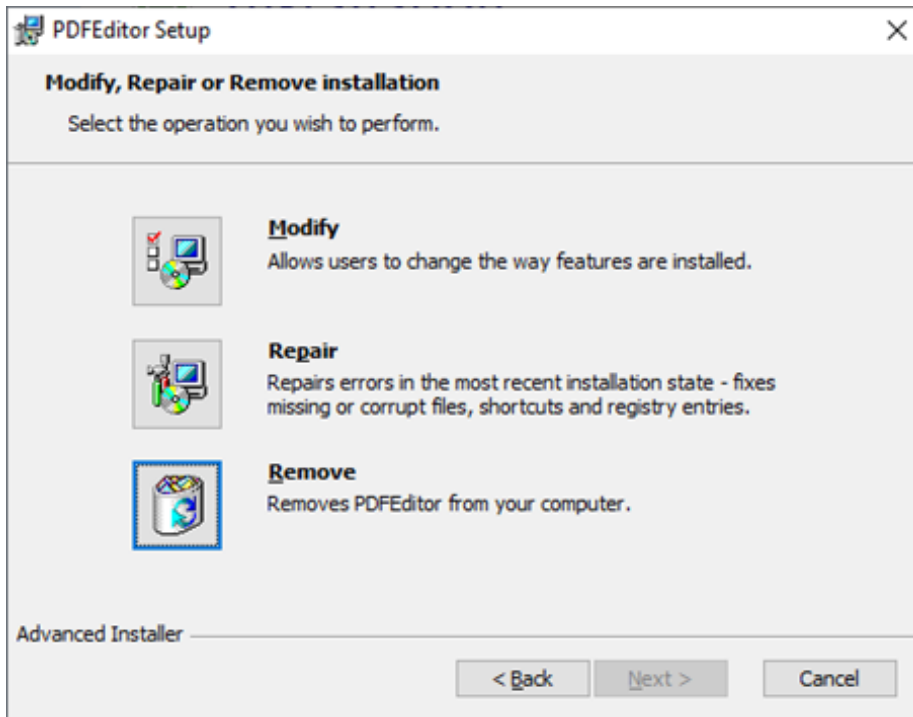 PDFEditor Setup
Modify, Repair or Remove installation
Select the operation you wish to perform.
Modify
Allows users to change the way features are installed.
Repair
Repairs errors in the most recent installation state - fixes
missing or corrupt files, shortcuts and registry entries.
Remove
Removes PDFEditor from your computer.
Advanced Installer
< Back
Next >
Cancel